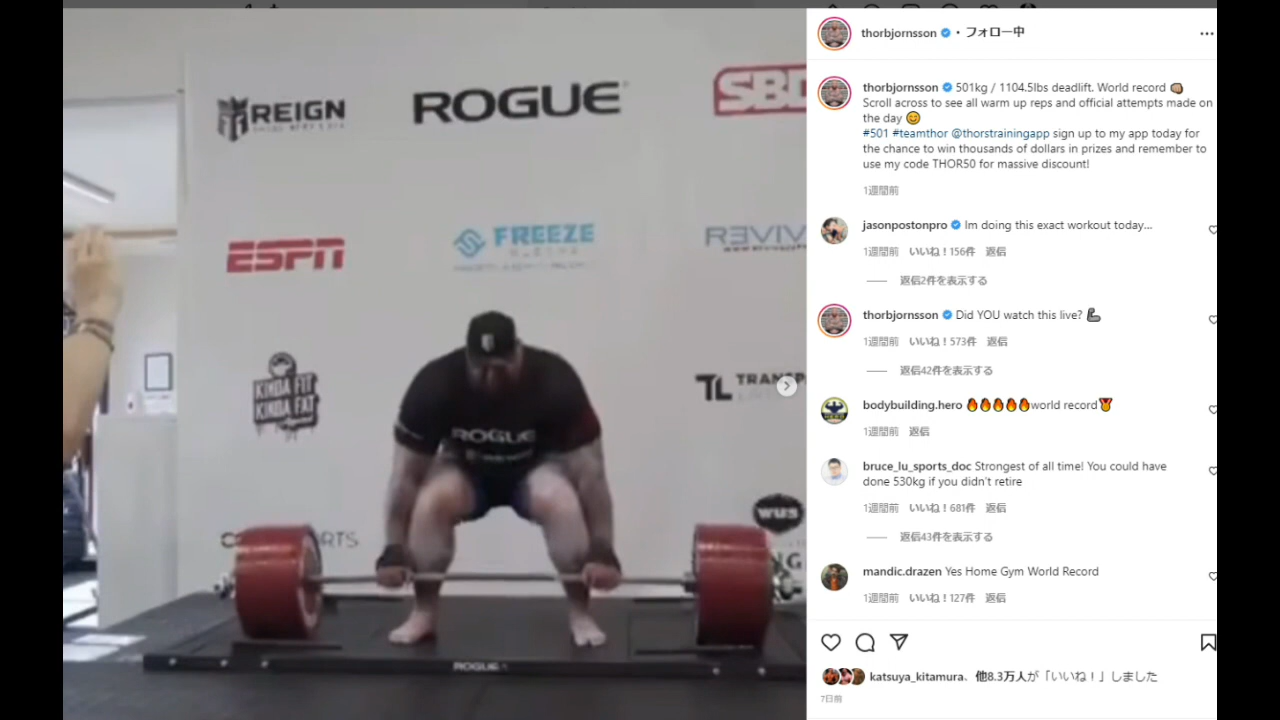 REIGN
ROGUE
SBD
ESPN
FREEZE
REVIV
KINDA FIT
KINDA FAT
TL TRANSP
ROGUE
WUS
ROGUE
thorbjornsson • フォロー中
thorbjornsson 501kg / 1104.5lbs deadlift. World record 👊🏽
Scroll across to see all warm up reps and official attempts made on
the day 😊
#501 #teamthor @thorstrainingapp sign up to my app today for
the chance to win thousands of dollars in prizes and remember to
use my code THOR50 for massive discount!
1週間前
jasonpostonpro Im doing this exact workout today...
1週間前 いいね！156件 返信
返信2件を表示する
thorbjornsson Did YOU watch this live? 💪🏽
1週間前 いいね！573件 返信
返信42件を表示する
bodybuilding.hero 🔥🔥🔥🔥🔥world record🏅
1週間前 返信
bruce_lu_sports_doc Strongest of all time! You could have
done 530kg if you didn't retire
1週間前 いいね！681件 返信
返信43件を表示する
mandic.drazen Yes Home Gym World Record
1週間前 いいね！127件 返信
katsuya_kitamura、他8.3万人が「いいね！」しました
7日前